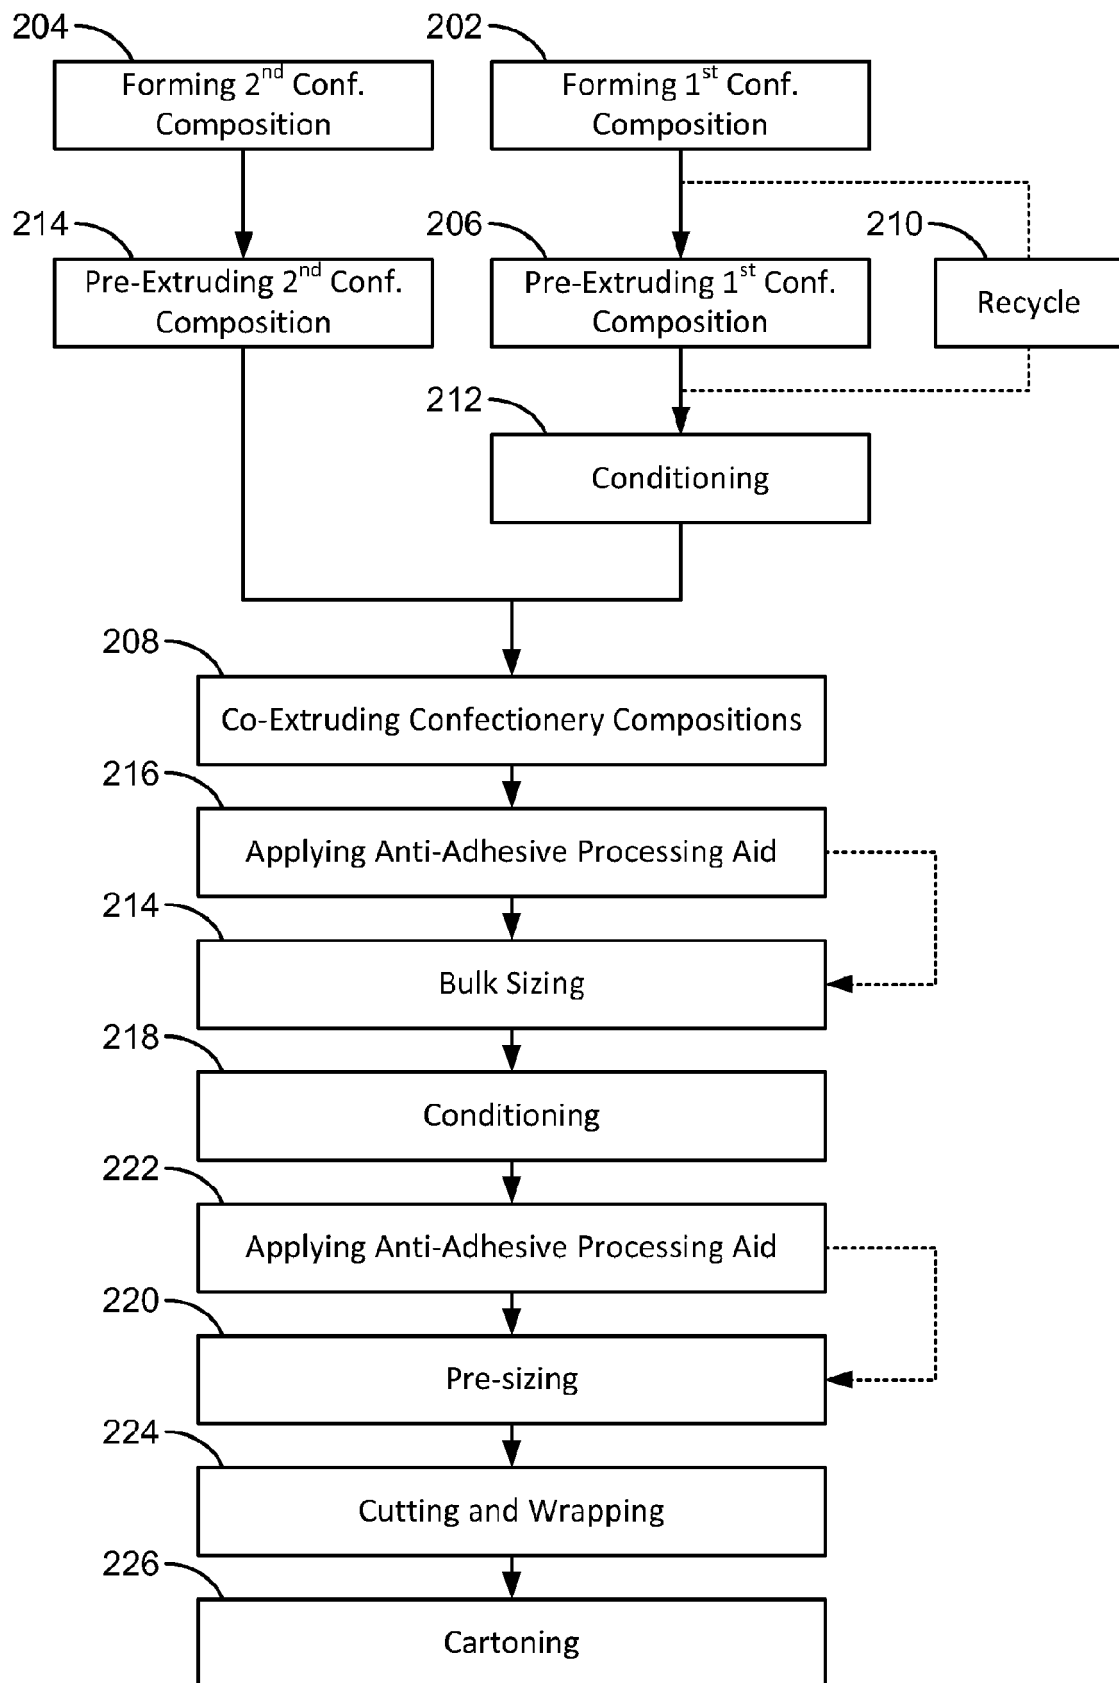 204
202
Forming 2nd Conf.
Composition
Forming 1st Conf.
Composition
214
206
210
Pre-Extruding 2nd Conf.
Composition
Pre-Extruding 1st Conf.
Composition
Recycle
212
Conditioning
208
Co-Extruding Confectionery Compositions
216
Applying Anti-Adhesive Processing Aid
214
Bulk Sizing
218
Conditioning
222
Applying Anti-Adhesive Processing Aid
220
Pre-sizing
224
Cutting and Wrapping
226
Cartoning